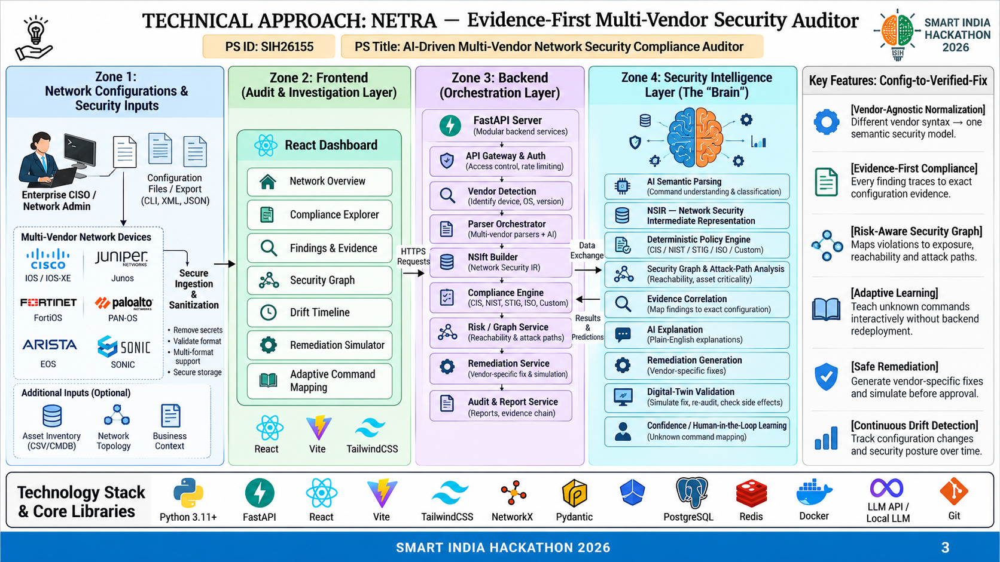 TECHNICAL APPROACH: NETRA — Evidence-First Multi-Vendor Security Auditor
PS ID: SIH26155
PS Title: AI-Driven Multi-Vendor Network Security Compliance Auditor
SIH
SMART INDIA
HACKATHON
2026
Zone 1:
Network Configurations &
Security Inputs
Enterprise CISO /
Network Admin
Configuration
Files / Export
(CLI, XML, JSON)
Multi-Vendor Network Devices
CISCO
IOS / IOS-XE
JUNIPER
NETWORKS
Junos
FORTINET
FortiOS
paloalto
NETWORKS
PAN-OS
ARISTA
EOS
SONIC
SONIC
Secure
Ingestion
&
Sanitization
• Remove secrets
• Validate format
• Multi-format
support
• Secure storage
Additional Inputs (Optional)
Asset Inventory
(CSV/CMDB)
Network
Topology
Business
Context
Zone 2: Frontend
(Audit & Investigation Layer)
React Dashboard
Network Overview
Compliance Explorer
Findings & Evidence
Security Graph
Drift Timeline
Remediation Simulator
Adaptive Command
Mapping
React
Vite
TailwindCSS
HTTPS
Requests
Zone 3: Backend
(Orchestration Layer)
FastAPI Server
(Modular backend services)
API Gateway & Auth
(Access control, rate limiting)
Vendor Detection
(Identify device, OS, version)
Parser Orchestrator
(Multi-vendor parsers + AI)
NSIft Builder
(Network Security IR)
Compliance Engine
(CIS, NIST, STIG, ISO, Custom)
Risk / Graph Service
(Reachability & attack paths)
Remediation Service
(Vendor-specific fix & simulation)
Audit & Report Service
(Reports, evidence chain)
Data
Exchange
Results
&
Predictions
Zone 4: Security Intelligence
Layer (The “Brain”)
AI Semantic Parsing
(Command understanding & classification)
NSIR — Network Security
Intermediate Representation
Deterministic Policy Engine
(CIS / NIST / STIG / ISO / Custom)
Security Graph & Attack-Path Analysis
(Reachability, asset criticality)
Evidence Correlation
(Map findings to exact configuration)
AI Explanation
(Plain-English explanations)
Remediation Generation
(Vendor-specific fixes)
Digital-Twin Validation
(Simulate fix, re-audit, check side effects)
Confidence / Human-in-the-Loop Learning
(Unknown command mapping)
Key Features: Config-to-Verified-Fix
[Vendor-Agnostic Normalization]
Different vendor syntax → one
semantic security model.
[Evidence-First Compliance]
Every finding traces to exact
configuration evidence.
[Risk-Aware Security Graph]
Maps violations to exposure,
reachability and attack paths.
[Adaptive Learning]
Teach unknown commands
interactively without backend
redeployment.
[Safe Remediation]
Generate vendor-specific fixes
and simulate before approval.
[Continuous Drift Detection]
Track configuration changes
and security posture over time.
Technology Stack
& Core Libraries
Python 3.11+
FastAPI
React
Vite
TailwindCSS
NetworkX
Pydantic
PostgreSQL
Redis
Docker
LLM API /
Local LLM
Git
SMART INDIA HACKATHON 2026
3